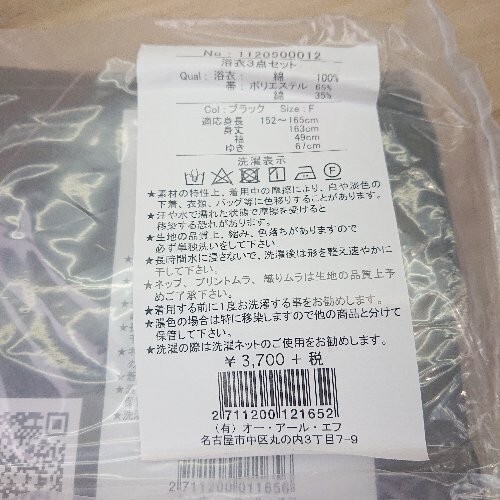 No : 1120500012
浴衣3点セット
Qual : 浴衣: 綿 100%
帯: ポリエステル 65%
綿 35%
Col : ブラック Size : F
適応身長 152～165cm
身丈 163cm
袖 49cm
ゆき 67cm
洗濯表示
★素材の特性上、着用中の摩擦により、白や淡色の
下着、衣類、バッグ等に色移りすることがあります。
★汗や水で濡れた状態で摩擦を受けると
移染する恐れがあります。
★生地の品質上、縮み、色落ちがありますので
必ず単独洗いをして下さい
★長時間水に浸さないで、洗濯後は形を整え速やかに
干して下さい。
★ネップ、プリントムラ、織りムラは生地の品質上予
めご了承下さい。
★着用する前に1度お洗濯する事をお勧めします。
★濃色の場合は特に移染しますので他の商品と分けて
保管して下さい。
★洗濯の際は洗濯ネットのご使用をお勧めします。
¥ 3,700 + 税
2711200121652
(有) オー・アール・エフ
名古屋市中区丸の内3丁目7-9
2711200011656